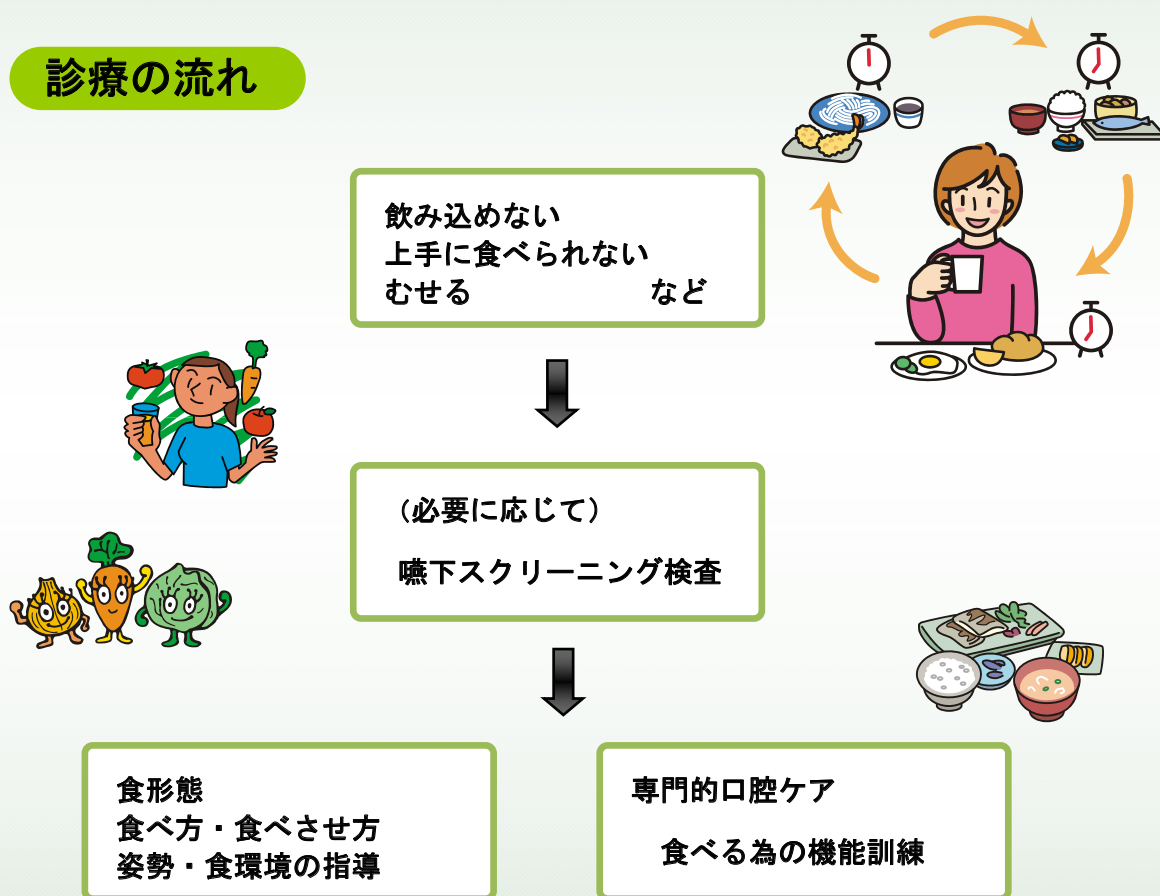 診療の流れ
飲み込めない
上手に食べられない
むせる　　　　　　など
（必要に応じて）
嚥下スクリーニング検査
食形態
食べ方・食べさせ方
姿勢・食環境の指導
専門的口腔ケア
食べる為の機能訓練